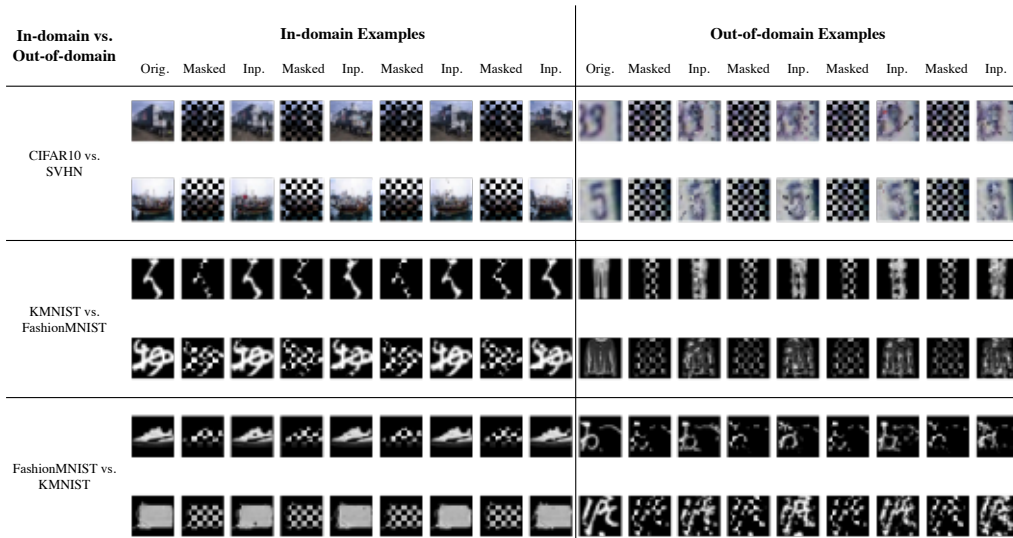 In-domain vs.
Out-of-domain
In-domain Examples
Out-of-domain Examples
Orig. Masked Inp. Masked Inp. Masked Inp. Masked Inp. Orig. Masked Inp. Masked Inp. Masked Inp. Masked Inp.
CIFAR10 vs.
SVHN
KMNIST vs.
FashionMNIST
FashionMNIST vs.
KMNIST